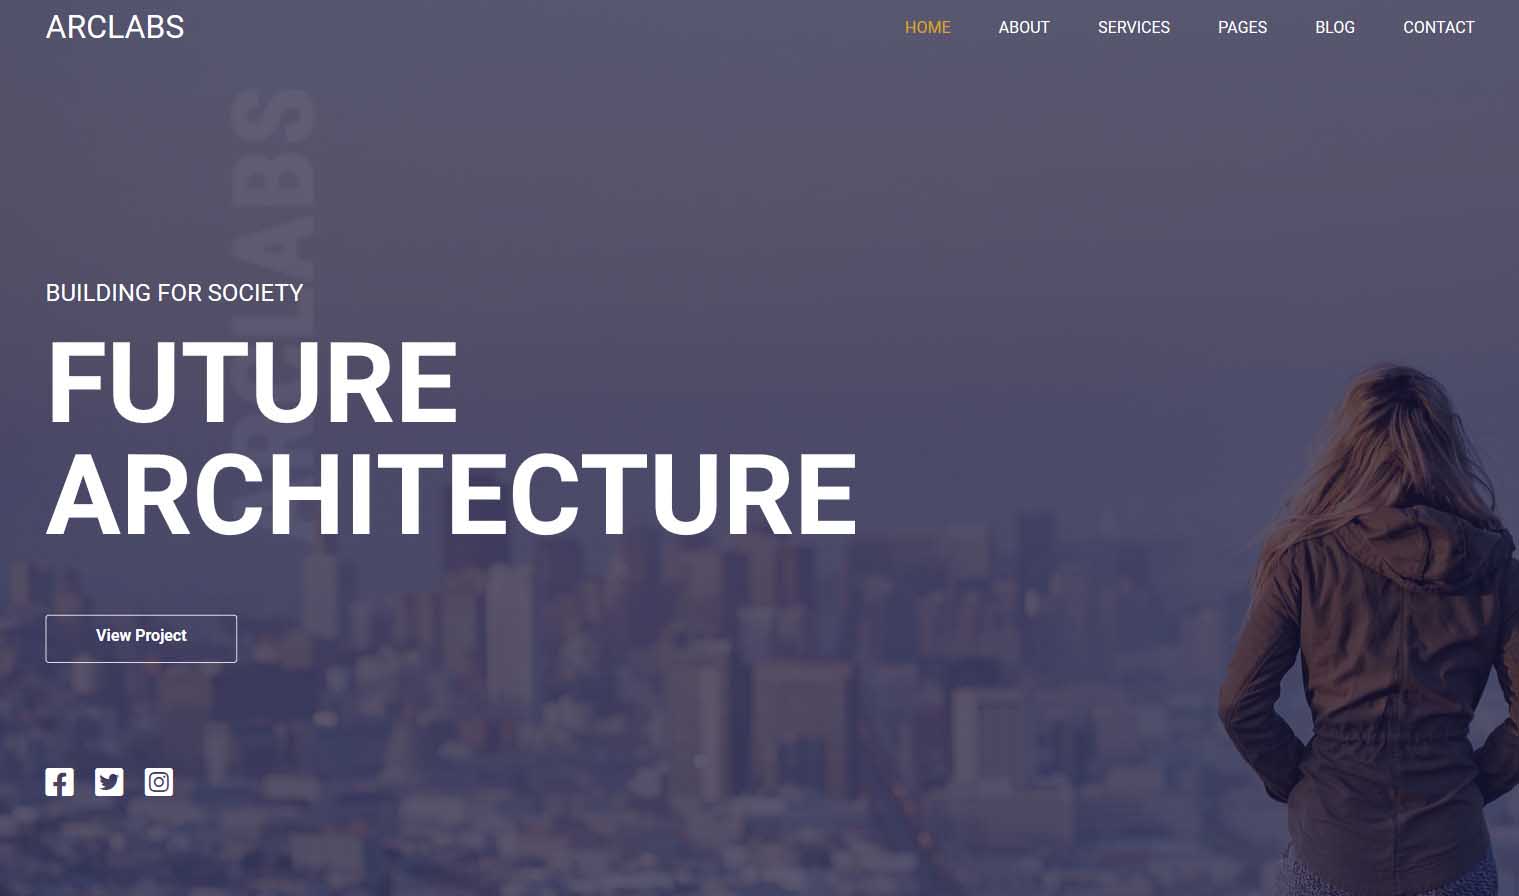 ARCLABS
HOME ABOUT SERVICES PAGES BLOG CONTACT
ARCLABS
BUILDING FOR SOCIETY
FUTURE
ARCHITECTURE
View Project